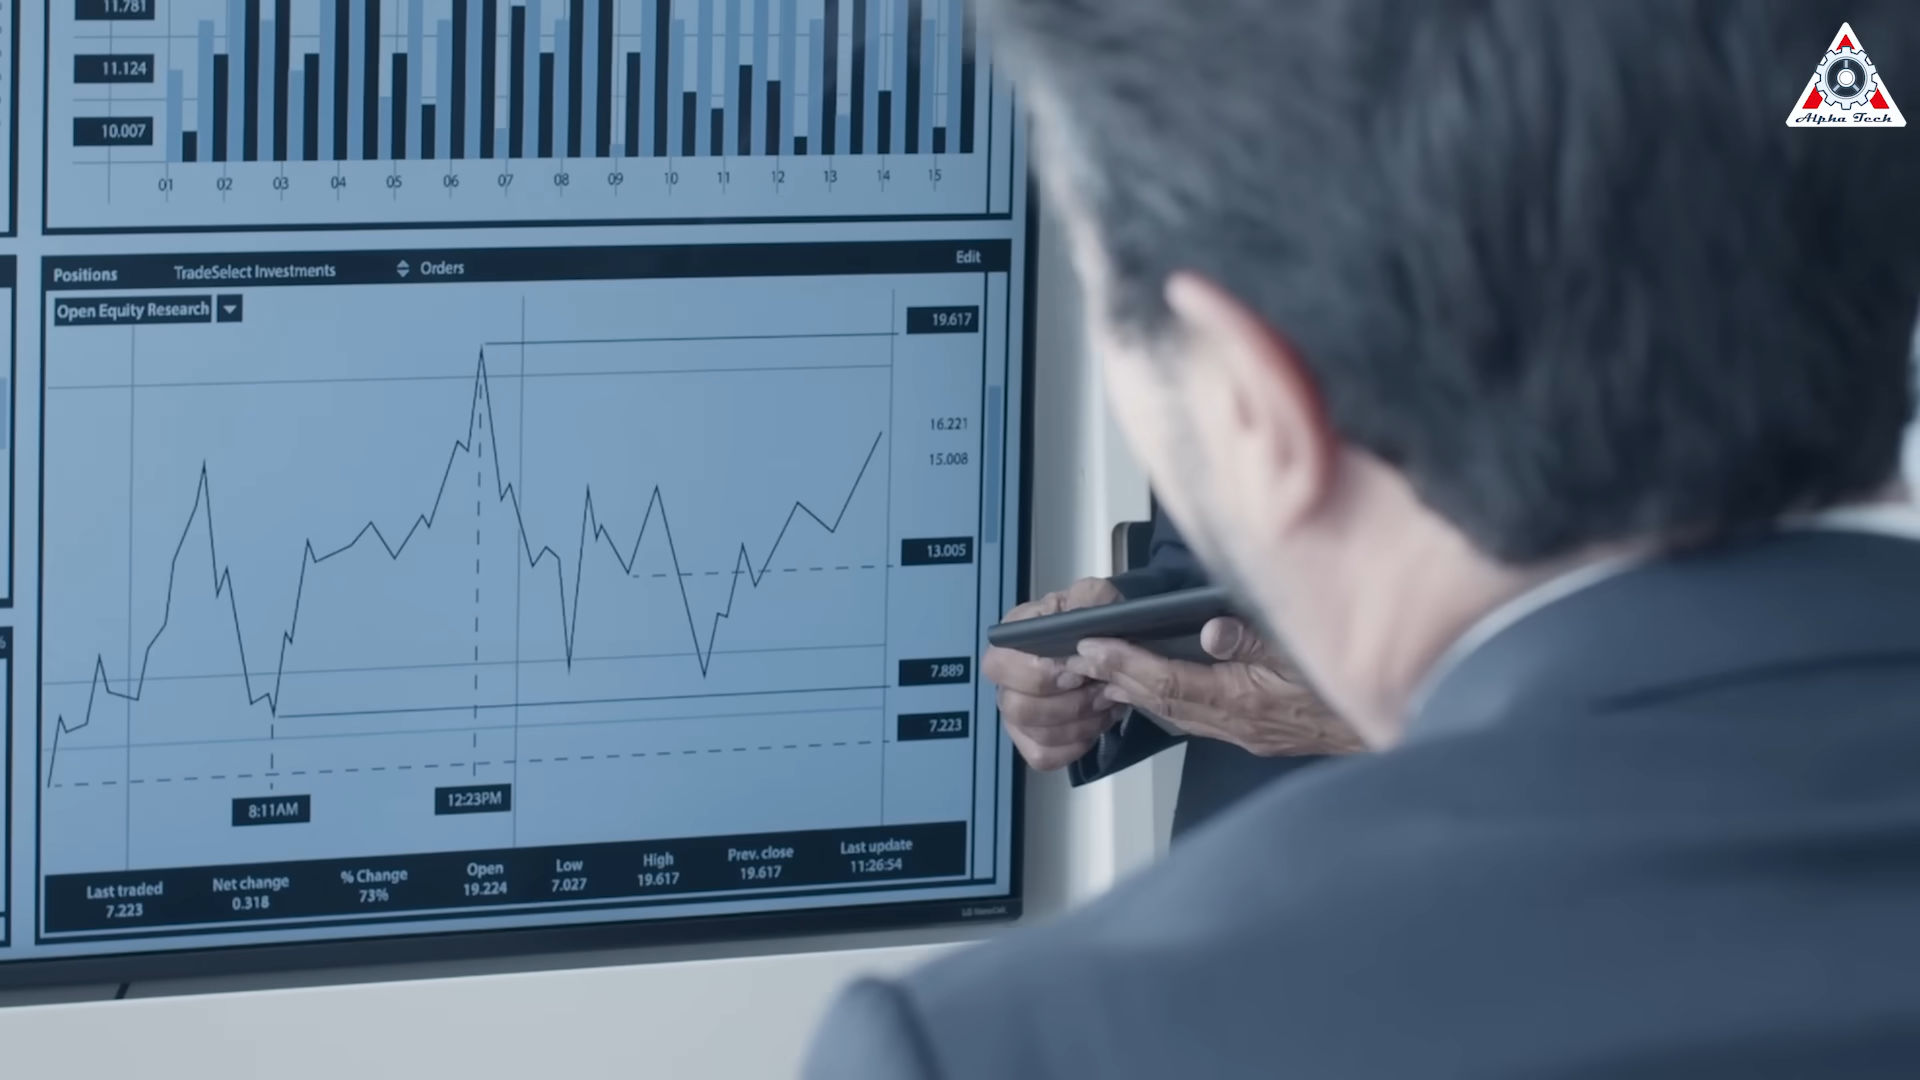 11.781
11.124
10.007
01 02 03 04 05 06 07 08 09 10 11 12 13 14 15
Positions TradeSelect Investments Orders Edit
Open Equity Research
19.617
16.221
15.008
13.005
7.889
7.223
8:11AM 12:23PM
Last traded Net change % Change Open Low High Prev. close Last update
7.223 0.318 73% 19.224 7.027 19.617 19.617 11:26:54
Alpha Tech